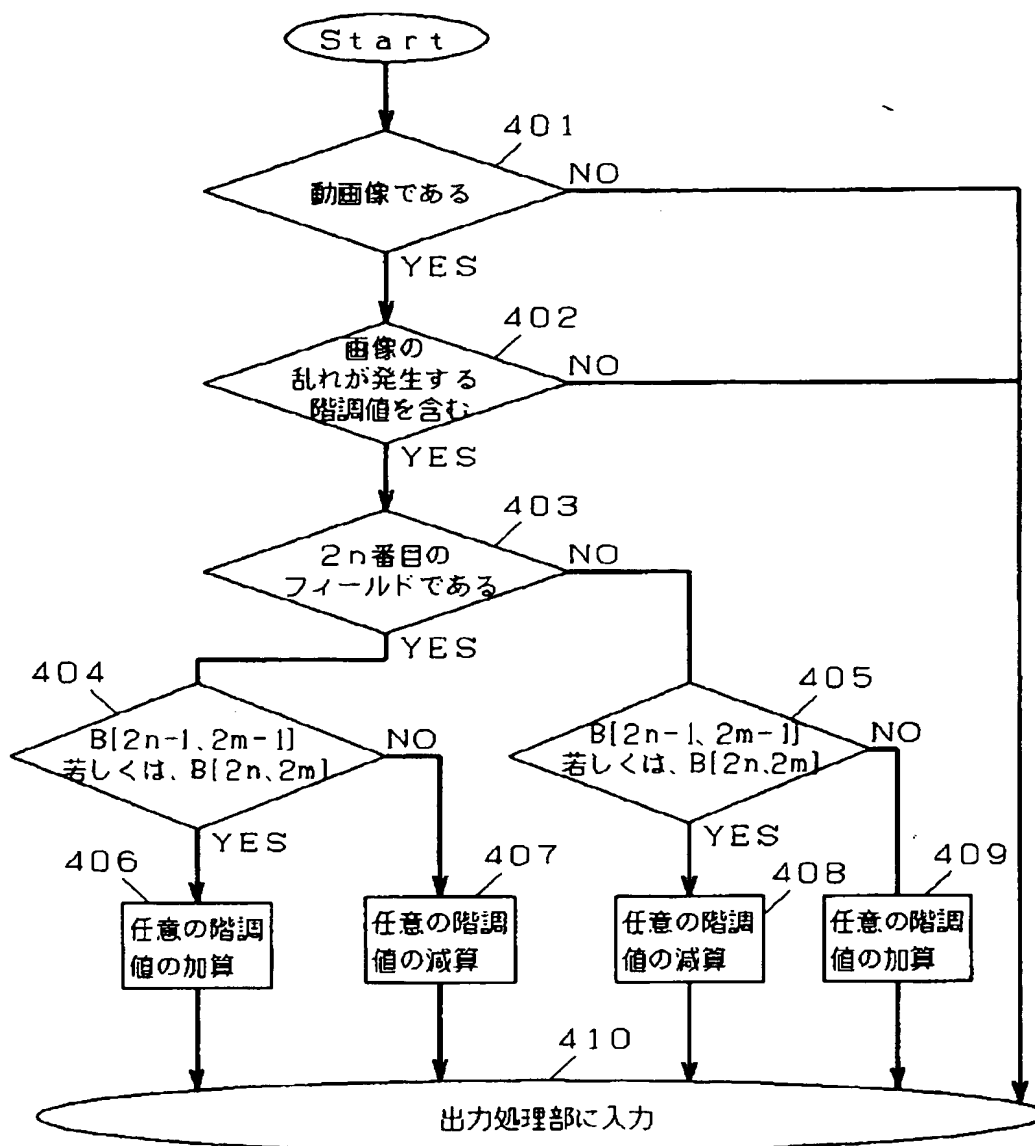 Start
401
動画像である
NO
YES
402
画像の
乱れが発生する
階調値を含む
NO
YES
403
2n番目の
フィールドである
NO
YES
404
B[2n-1、2m-1]
若しくは、B[2n、2m]
NO
YES
405
B[2n-1、2m-1]
若しくは、B[2n、2m]
NO
YES
406
任意の階調
値の加算
407
任意の階調
値の減算
408
任意の階調
値の減算
409
任意の階調
値の加算
410
出力処理部に入力